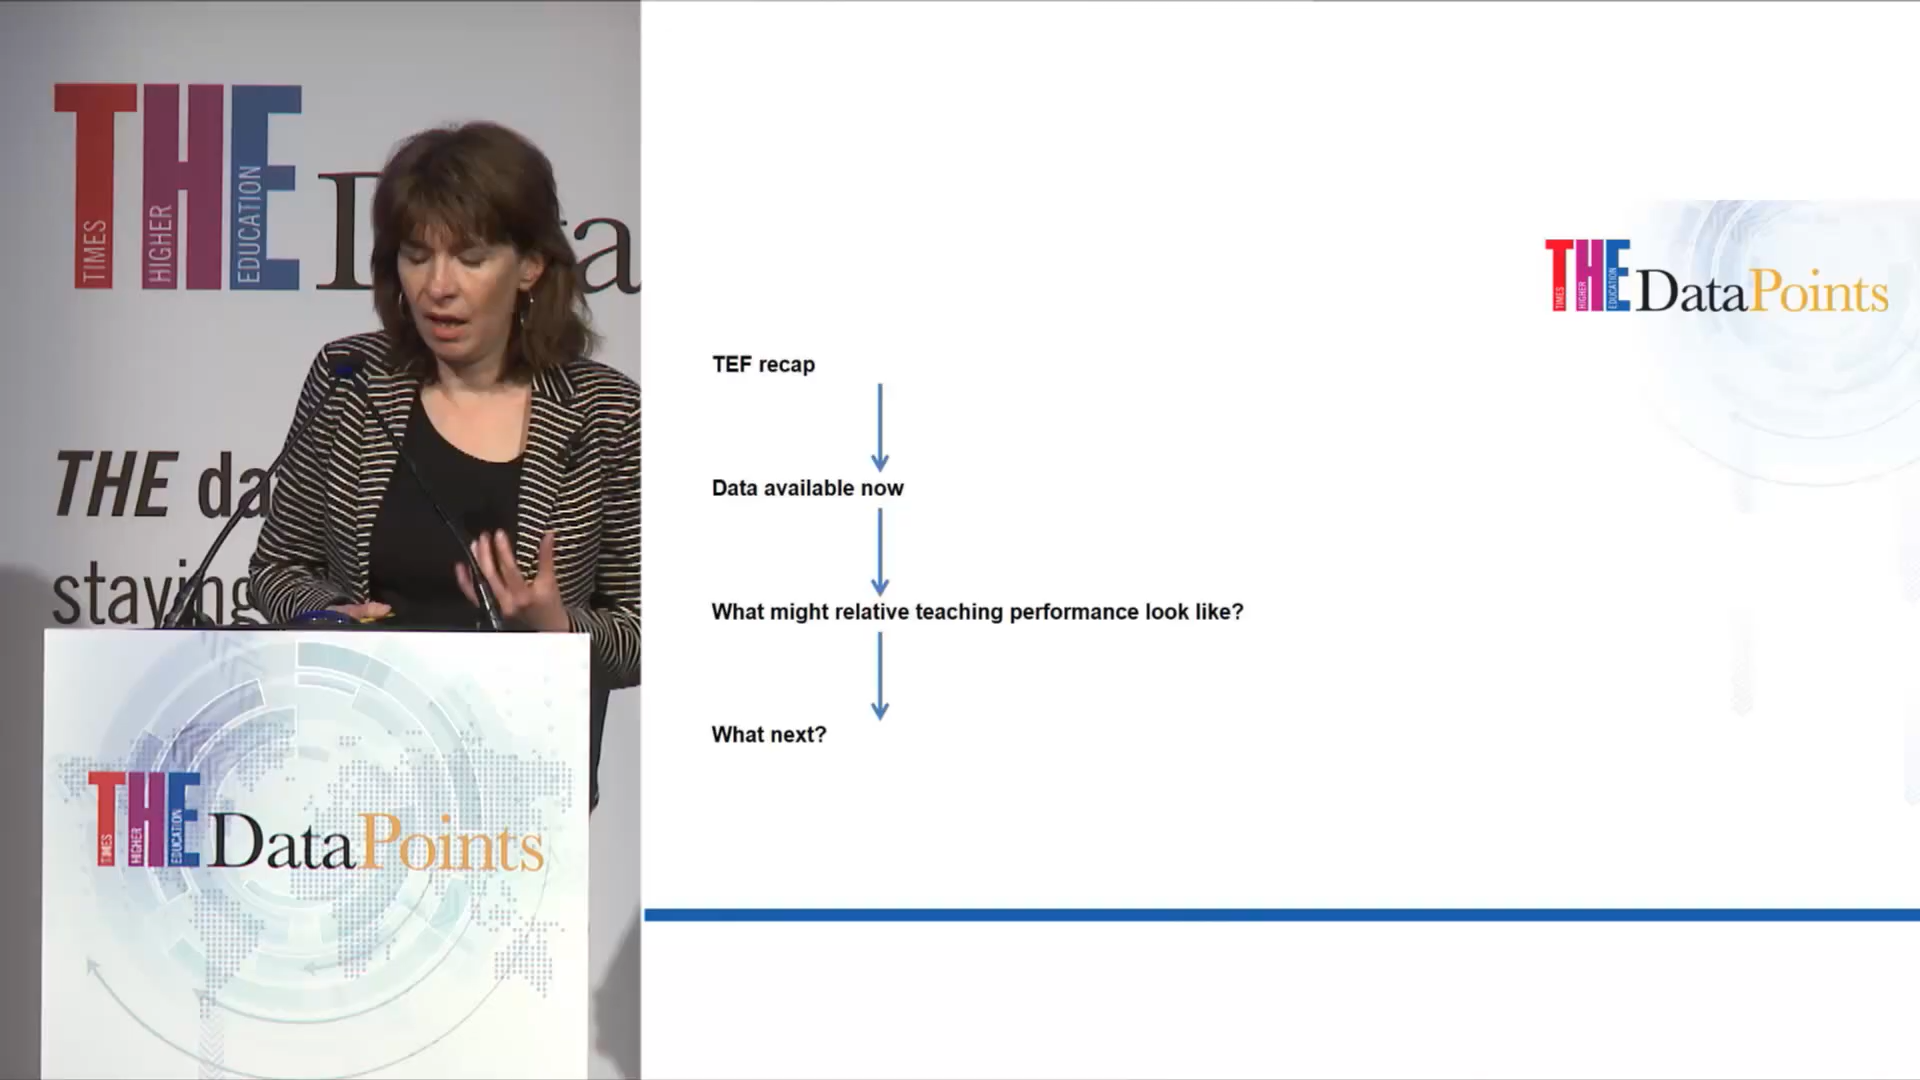 TIMES HIGHER EDUCATION
THE Data
THE da
staying
TIMES HIGHER EDUCATION
THE DataPoints
TIMES HIGHER EDUCATION
THE DataPoints
TEF recap
Data available now
What might relative teaching performance look like?
What next?